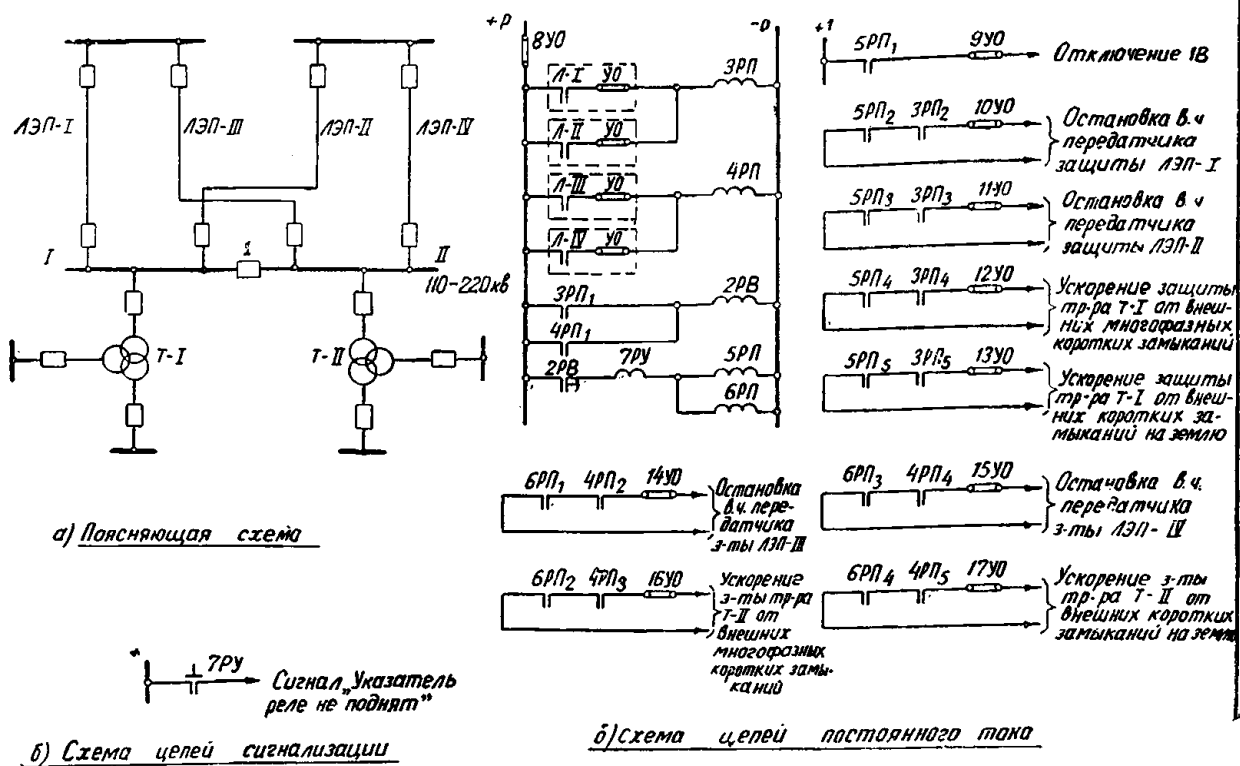 ЛЭП-I
ЛЭП-III
ЛЭП-II
ЛЭП-IV
I
1
II
110-220кв
Т-I
Т-II
а) Поясняющая схема
+Р
-Р
8УО
Л-I УО
3РП
Л-II УО
Л-III УО
4РП
Л-IV УО
3РП₁
2РВ
4РП₁
2РВ
7РУ
5РП
6РП
+1
5РП₁
9УО
Отключение 1В
5РП₂ 3РП₂ 10УО
Остановка в.ч
передатчика
защиты ЛЭП-I
5РП₃ 3РП₃ 11УО
Остановка в.ч
передатчика
защиты ЛЭП-II
5РП₄ 3РП₄ 12УО
Ускорение защиты
тр-ра Т-I от внеш-
них многофазных
коротких замыканий
5РП₅ 3РП₅ 13УО
Ускорение защиты
тр-ра Т-I от внеш-
них коротких за-
мыканий на землю
6РП₁ 4РП₂ 14УО
Остановка
в.ч. пере-
датчика
з-ты ЛЭП-III
6РП₃ 4РП₄ 15УО
Остановка в.ч.
передатчика
з-ты ЛЭП-IV
6РП₂ 4РП₃ 16УО
Ускорение
з-ты тр-ра
Т-II от
внешних
многофазных
коротких замы-
каний
6РП₄ 4РП₅ 17УО
Ускорение з-ты
тр-ра Т-II от
внешних коротких
замыканий на землю
+
7РУ
Сигнал „Указатель
реле не поднят"
б) Схема цепей сигнализации
б) Схема цепей постоянного тока